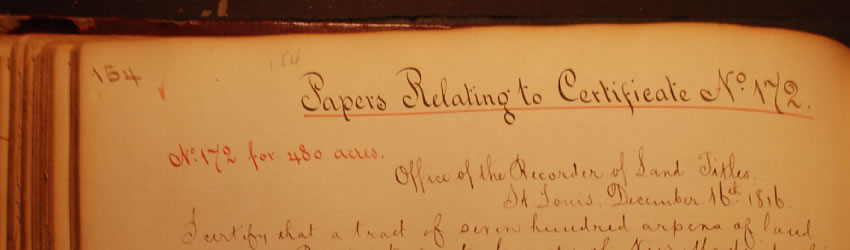 154
154
Papers Relating to Certificate No. 172.
No. 172 for 480 acres.
Office of the Recorder of Land Titles.
St Louis. December 16th. 1816.
I certify that a tract of seven hundred arpens of land